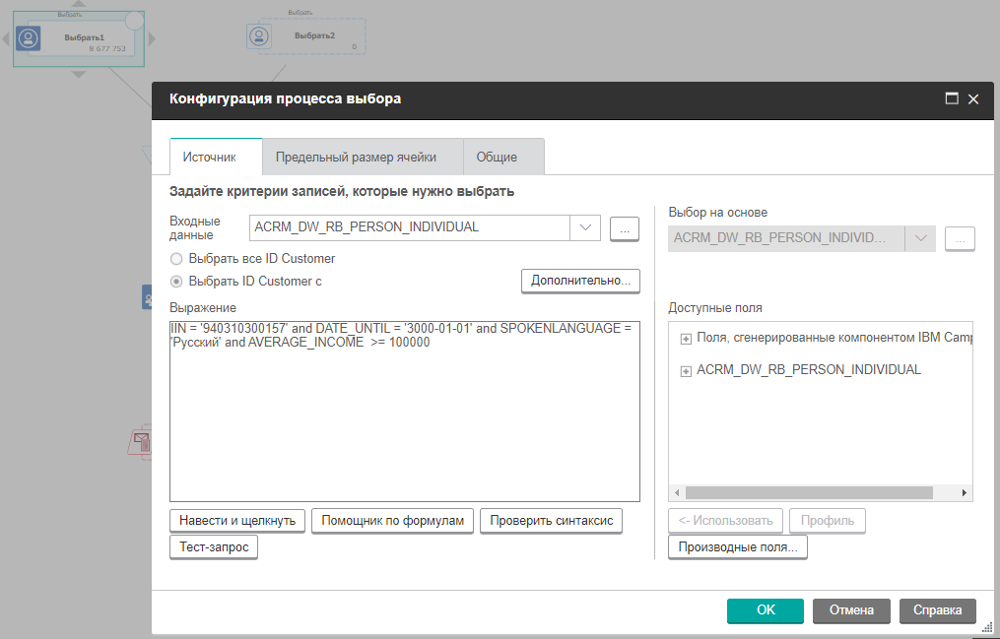 Выбрать
Выбрать1
8 677 753
Выбрать
Выбрать2
0
Конфигурация процесса выбора
Источник
Предельный размер ячейки
Общие
Задайте критерии записей, которые нужно выбрать
Входные данные
ACRM_DW_RB_PERSON_INDIVIDUAL
...
Выбрать все ID Customer
Выбрать ID Customer с
Дополнительно...
Выражение
IIN = '940310300157' and DATE_UNTIL = '3000-01-01' and SPOKENLANGUAGE =
'Русский' and AVERAGE_INCOME >= 100000
Навести и щелкнуть
Помощник по формулам
Проверить синтаксис
Тест-запрос
Выбор на основе
ACRM_DW_RB_PERSON_INDIVID...
...
Доступные поля
Поля, сгенерированные компонентом IBM Camp
ACRM_DW_RB_PERSON_INDIVIDUAL
<- Использовать
Профиль
Производные поля...
OK
Отмена
Справка